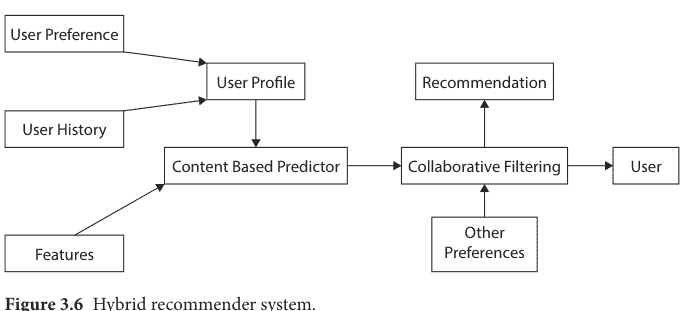 User Preference
User Profile
Recommendation
User History
Content Based Predictor
Collaborative Filtering
User
Features
Other
Preferences
Figure 3.6 Hybrid recommender system.